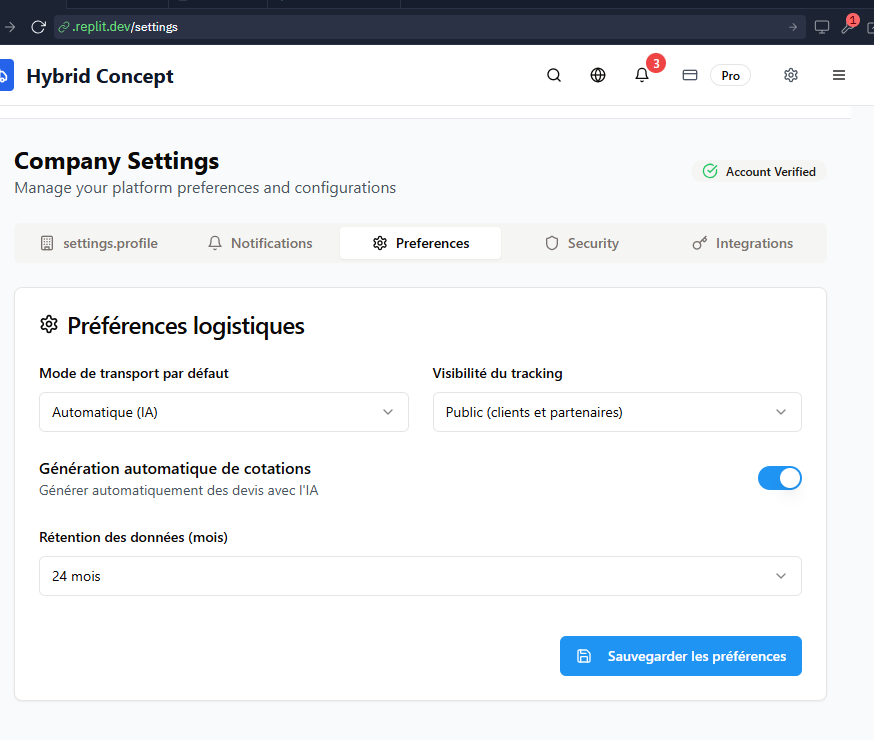 .replit.dev/settings
1
Hybrid Concept
3
Pro
Company Settings
Manage your platform preferences and configurations
Account Verified
settings.profile
Notifications
Preferences
Security
Integrations
Préférences logistiques
Mode de transport par défaut
Visibilité du tracking
Automatique (IA)
Public (clients et partenaires)
Génération automatique de cotations
Générer automatiquement des devis avec l'IA
Rétention des données (mois)
24 mois
Sauvegarder les préférences